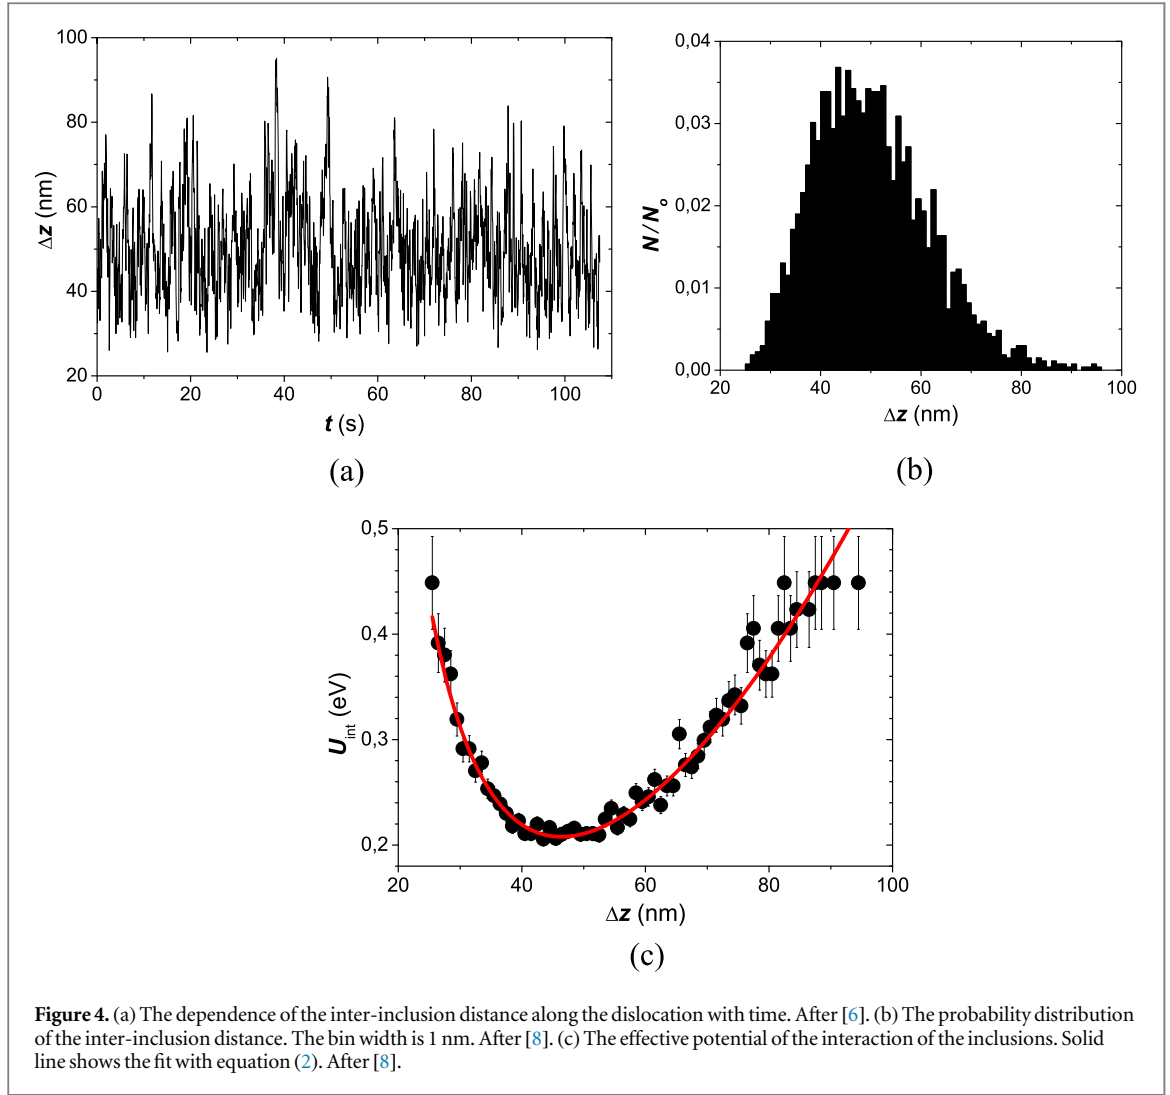 100
80
60
40
20
Δz (nm)
0 20 40 60 80 100
t (s)
(a)
0,04
0,03
0,02
0,01
0,00
N/No
20 40 60 80 100
Δz (nm)
(b)
0,5
0,4
0,3
0,2
Uint (eV)
20 40 60 80 100
Δz (nm)
(c)
Figure 4. (a) The dependence of the inter-inclusion distance along the dislocation with time. After [6]. (b) The probability distribution
of the inter-inclusion distance. The bin width is 1 nm. After [8]. (c) The effective potential of the interaction of the inclusions. Solid
line shows the fit with equation (2). After [8].